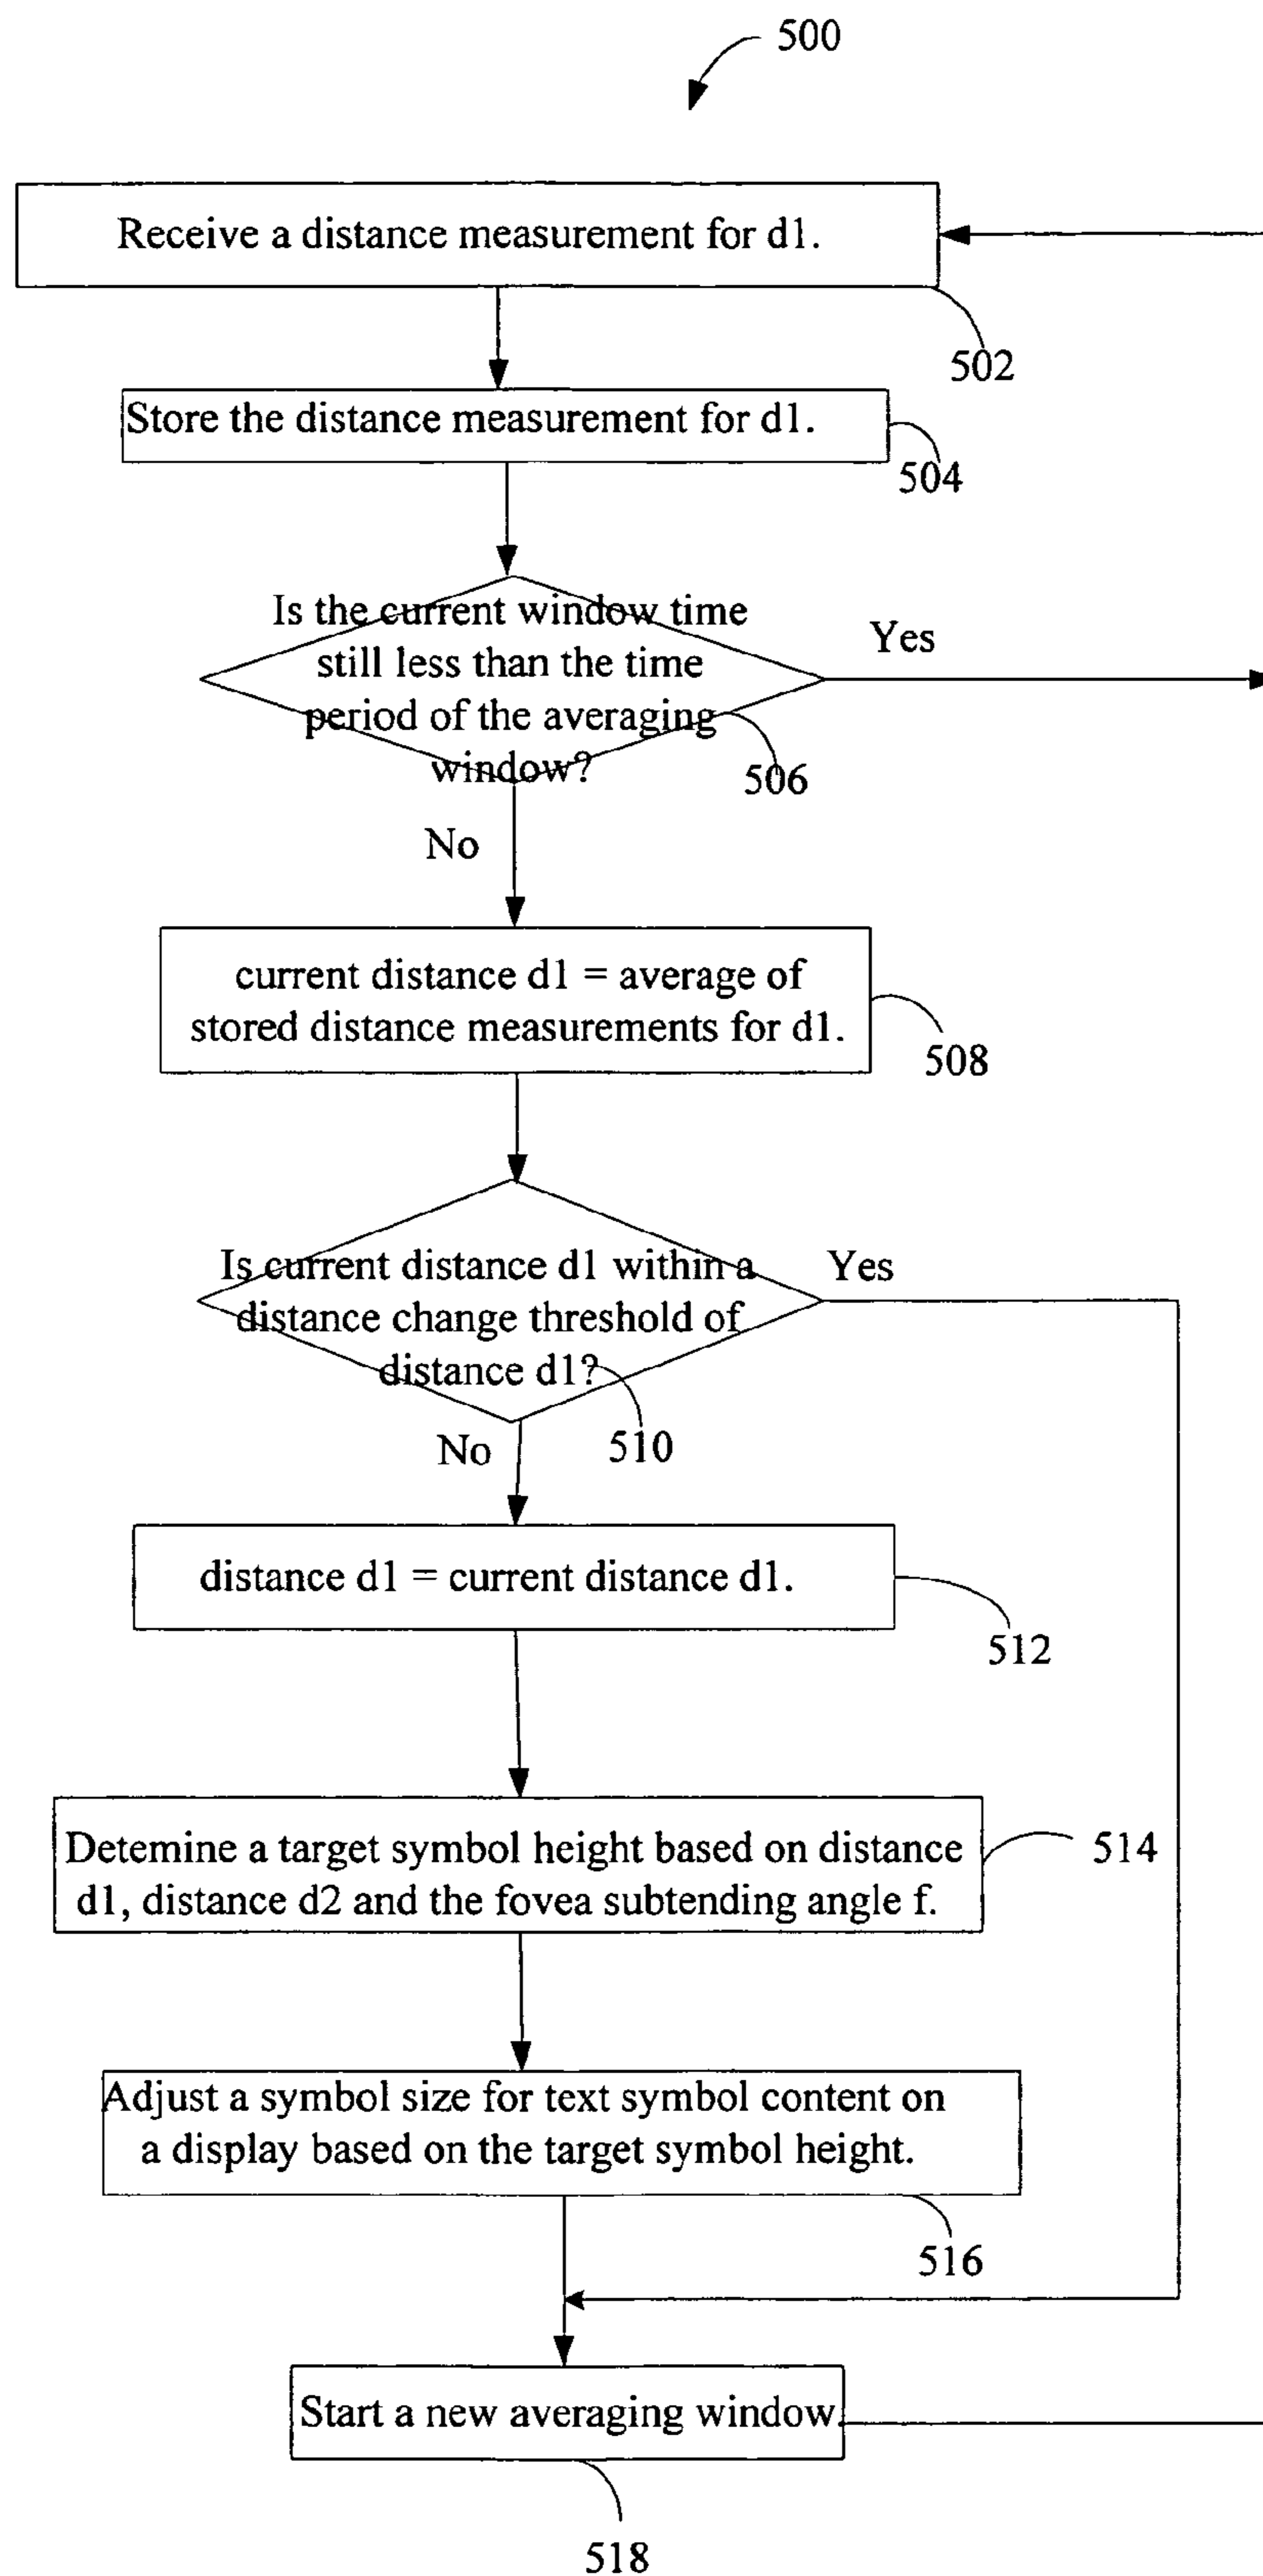 500
Receive a distance measurement for d1.
502
Store the distance measurement for d1.
504
Is the current window time
still less than the time
period of the averaging
window?
Yes
506
No
current distance d1 = average of
stored distance measurements for d1.
508
Is current distance d1 within a
distance change threshold of
distance d1?
Yes
510
No
distance d1 = current distance d1.
512
Detemine a target symbol height based on distance
d1, distance d2 and the fovea subtending angle f.
514
Adjust a symbol size for text symbol content on
a display based on the target symbol height.
516
Start a new averaging window.
518